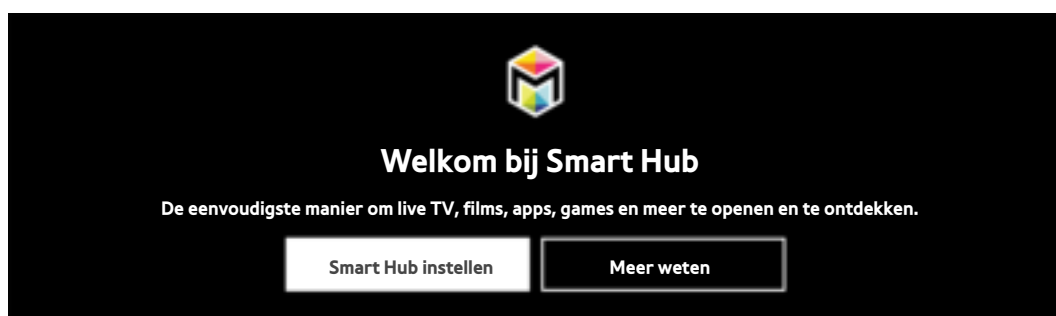 Welkom bij Smart Hub
De eenvoudigste manier om live TV, films, apps, games en meer te openen en te ontdekken.
Smart Hub instellen
Meer weten